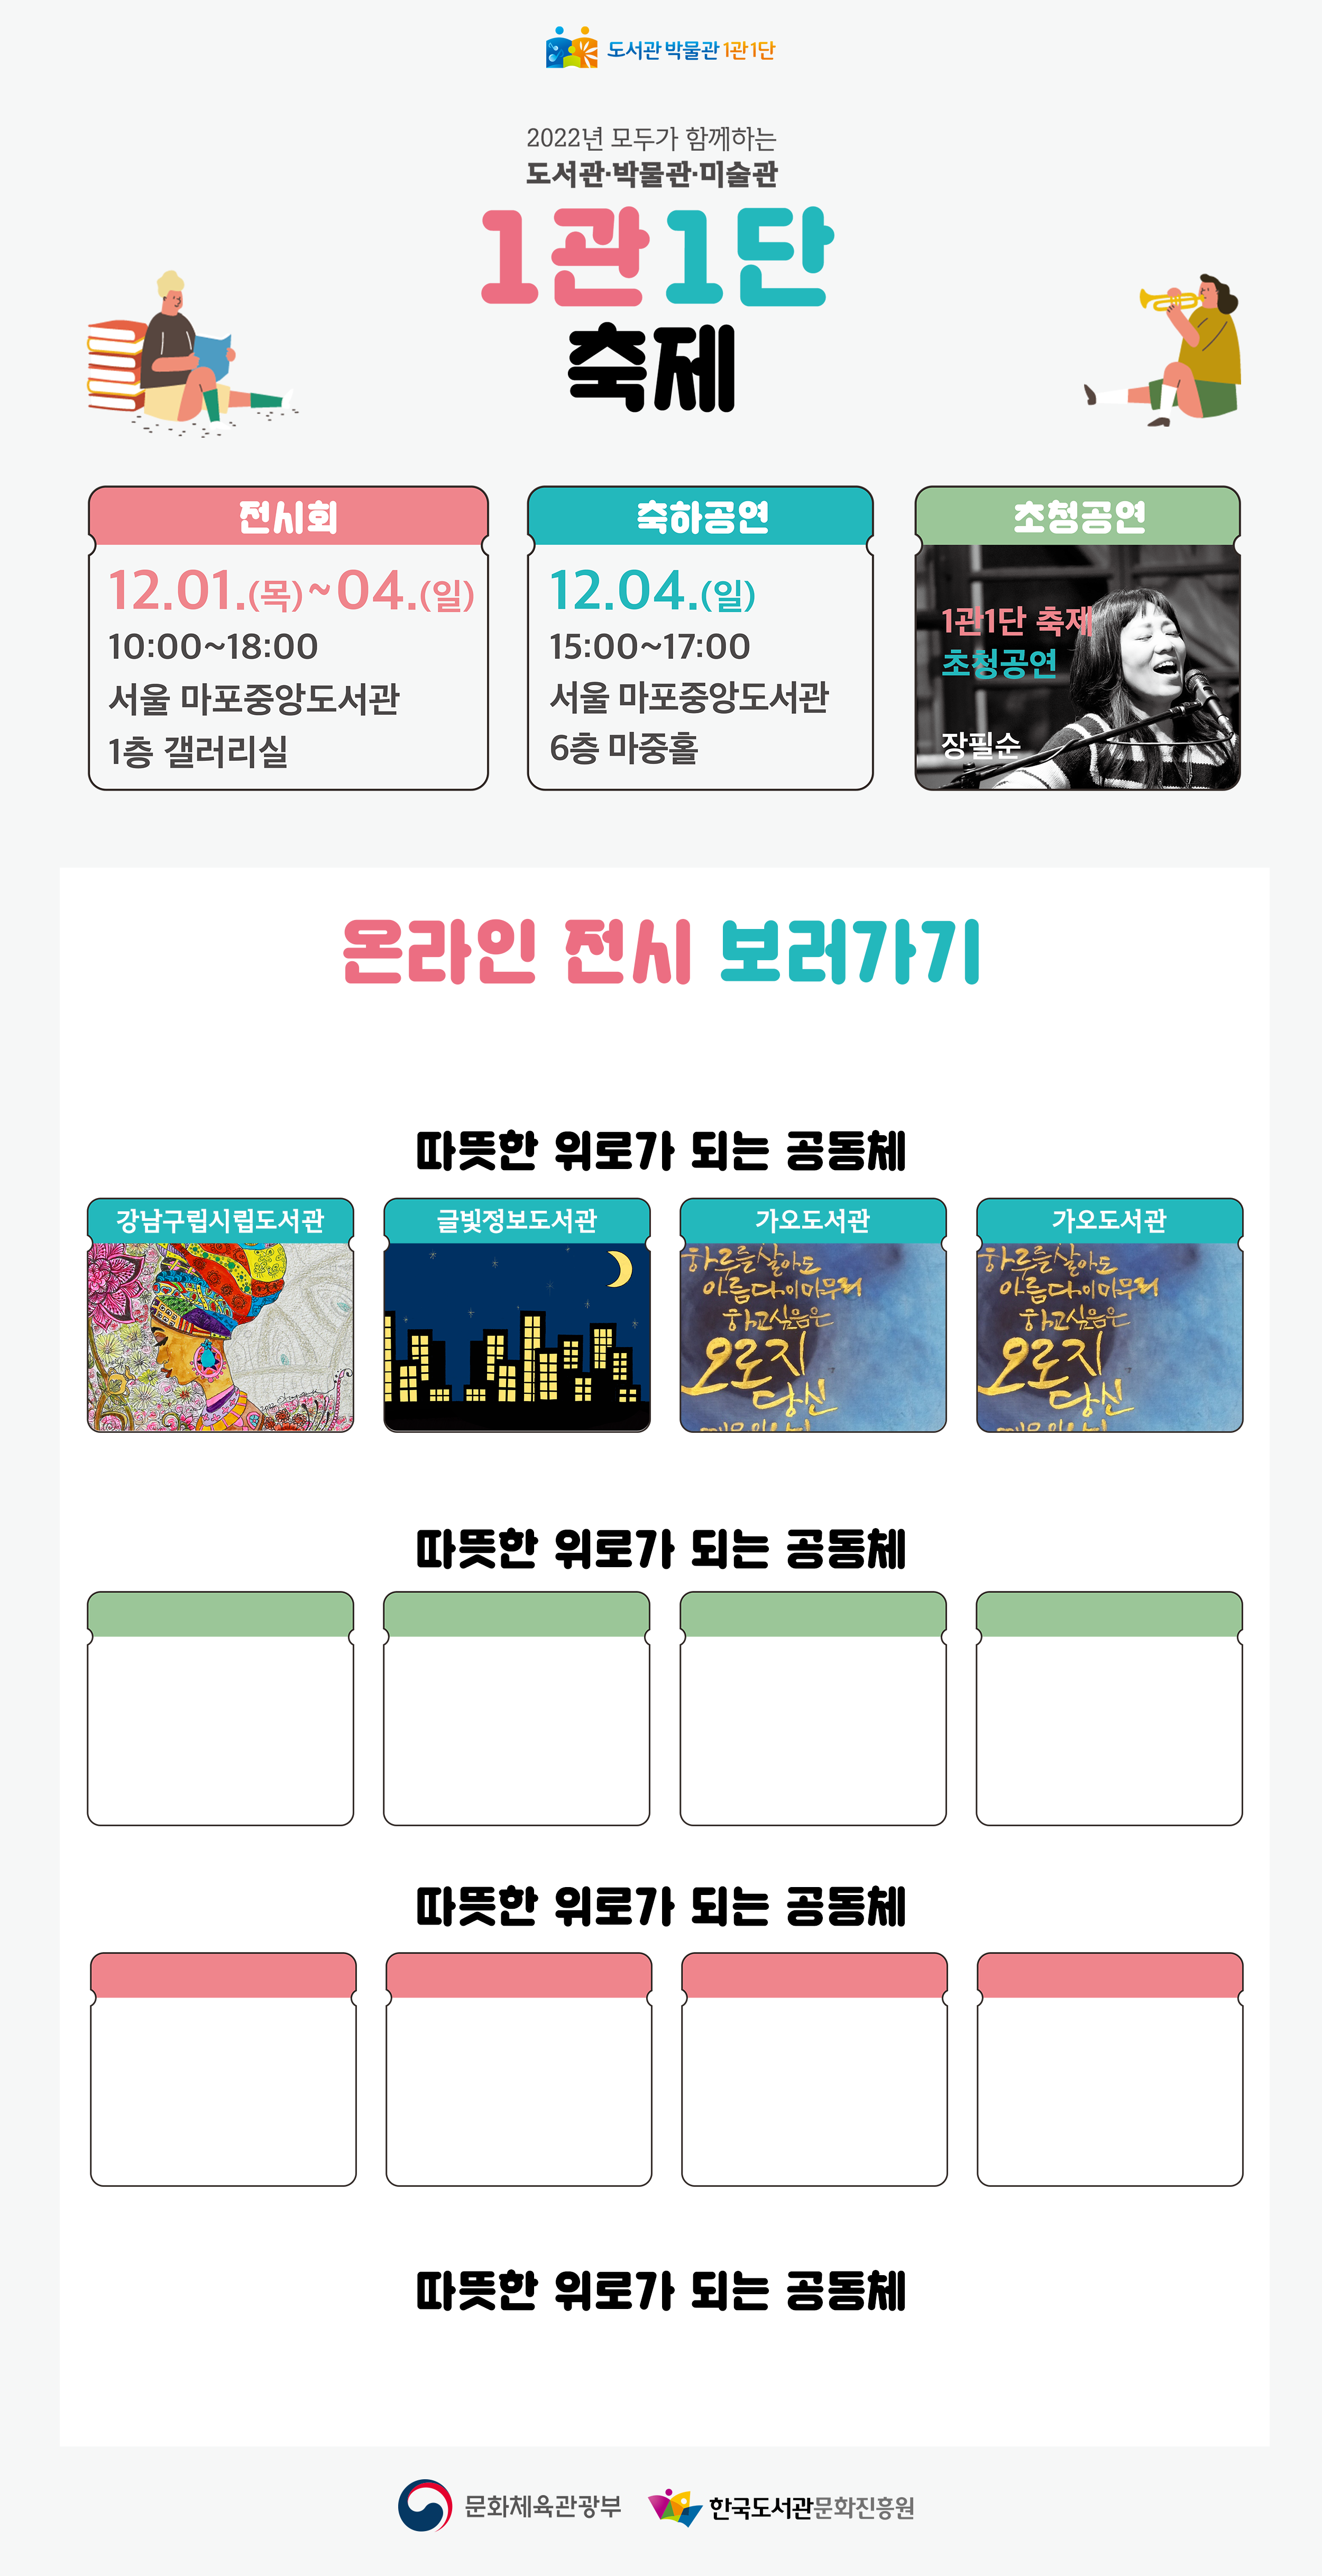 도서관 박물관 1관1단
2022년 모두가 함께하는
도서관·박물관·미술관
1관1단
축제
전시회
12.01.(목)~04.(일)
10:00~18:00
서울 마포중앙도서관
1층 갤러리실
축하공연
12.04.(일)
15:00~17:00
서울 마포중앙도서관
6층 마중홀
초청공연
1관1단 축제
초청공연
장필순
온라인 전시 보러가기
따뜻한 위로가 되는 공동체
강남구립시립도서관
글빛정보도서관
가오도서관
하루를살아도
아름다이마무리
하고싶음은
오로지
당신
가오도서관
하루를살아도
아름다이마무리
하고싶음은
오로지
당신
따뜻한 위로가 되는 공동체
따뜻한 위로가 되는 공동체
따뜻한 위로가 되는 공동체
문화체육관광부
한국도서관문화진흥원